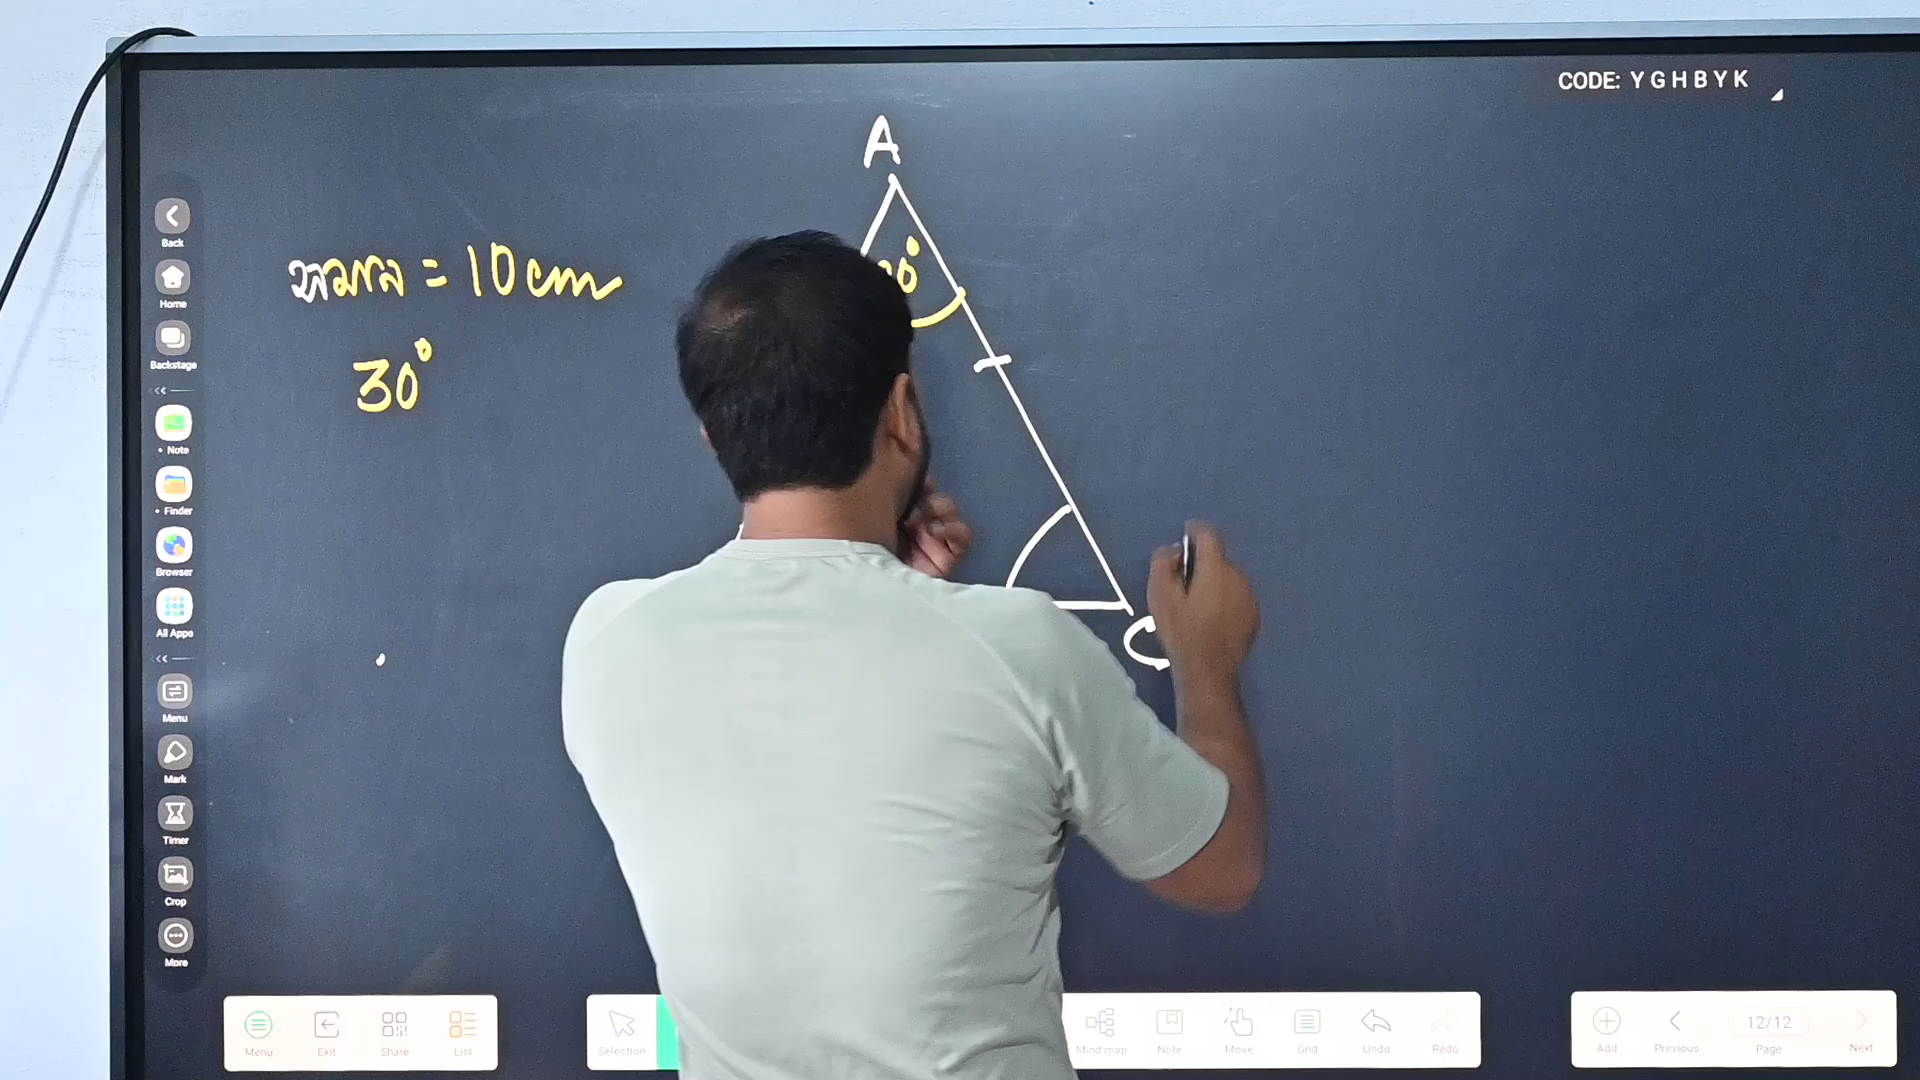 CODE: YGHBYK
A
সমান = 10 cm
30°
C
Back
Home
Backstage
Note
Finder
Browser
All Apps
Menu
Mark
Timer
Crop
More
Menu Exit Share List
Selection Mind map Note Move Grid Undo Redo
Add Previous 12/12 Page Next